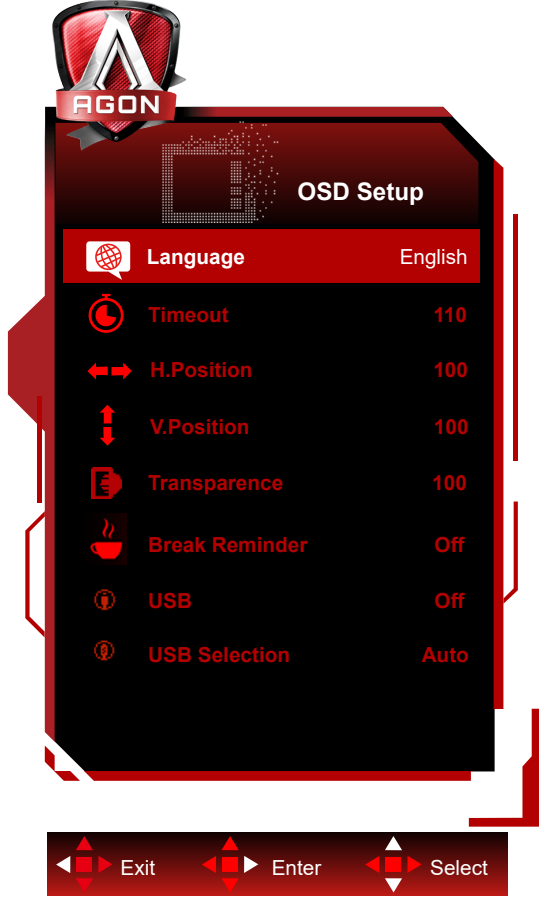 AGON
OSD Setup
Language English
Timeout 110
H.Position 100
V.Position 100
Transparence 100
Break Reminder Off
USB Off
USB Selection Auto
Exit Enter Select